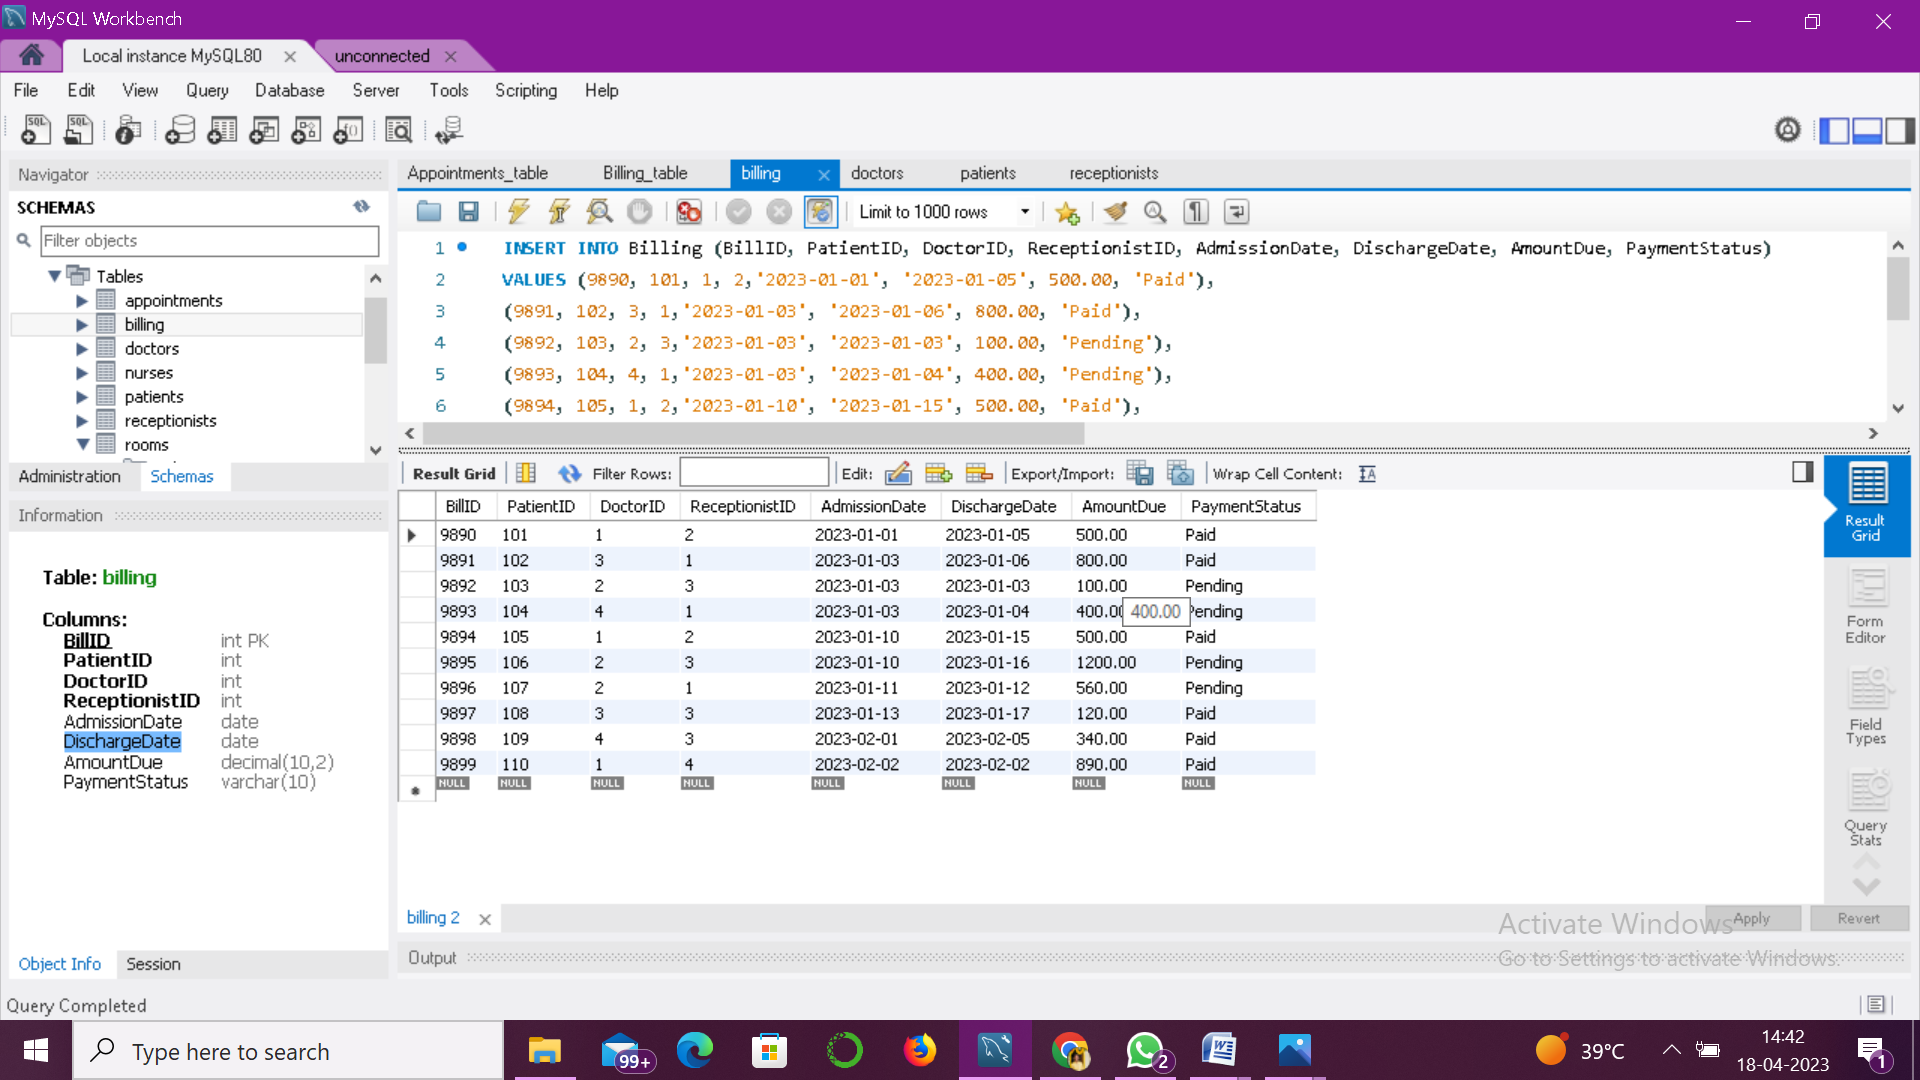 MySQL Workbench
Local instance MySQL80
unconnected
File Edit View Query Database Server Tools Scripting Help
Navigator
SCHEMAS
Filter objects
Tables
appointments
billing
doctors
nurses
patients
receptionists
rooms
Administration Schemas
Information
Table: billing
Columns:
BillID int PK
PatientID int
DoctorID int
ReceptionistID int
AdmissionDate date
DischargeDate date
AmountDue decimal(10,2)
PaymentStatus varchar(10)
Object Info Session
Query Completed
Appointments_table Billing_table billing doctors patients receptionists
Limit to 1000 rows
1 INSERT INTO Billing (BillID, PatientID, DoctorID, ReceptionistID, AdmissionDate, DischargeDate, AmountDue, PaymentStatus)
2 VALUES (9890, 101, 1, 2,'2023-01-01', '2023-01-05', 500.00, 'Paid'),
3 (9891, 102, 3, 1,'2023-01-03', '2023-01-06', 800.00, 'Paid'),
4 (9892, 103, 2, 3,'2023-01-03', '2023-01-03', 100.00, 'Pending'),
5 (9893, 104, 4, 1,'2023-01-03', '2023-01-04', 400.00, 'Pending'),
6 (9894, 105, 1, 2,'2023-01-10', '2023-01-15', 500.00, 'Paid'),
Result Grid Filter Rows: Edit: Export/Import: Wrap Cell Content:
BillID PatientID DoctorID ReceptionistID AdmissionDate DischargeDate AmountDue PaymentStatus
9890 101 1 2 2023-01-01 2023-01-05 500.00 Paid
9891 102 3 1 2023-01-03 2023-01-06 800.00 Paid
9892 103 2 3 2023-01-03 2023-01-03 100.00 Pending
9893 104 4 1 2023-01-03 2023-01-04 400.00 400.00 Pending
9894 105 1 2 2023-01-10 2023-01-15 500.00 Paid
9895 106 2 3 2023-01-10 2023-01-16 1200.00 Pending
9896 107 2 1 2023-01-11 2023-01-12 560.00 Pending
9897 108 3 3 2023-01-13 2023-01-17 120.00 Paid
9898 109 4 3 2023-02-01 2023-02-05 340.00 Paid
9899 110 1 4 2023-02-02 2023-02-02 890.00 Paid
NULL NULL NULL NULL NULL NULL NULL NULL
Result
Grid
Form
Editor
Field
Types
Query
Stats
billing 2
Apply Revert
Output
Activate Windows
Go to Settings to activate Windows.
Type here to search
99+
2
39°C
14:42
18-04-2023
1